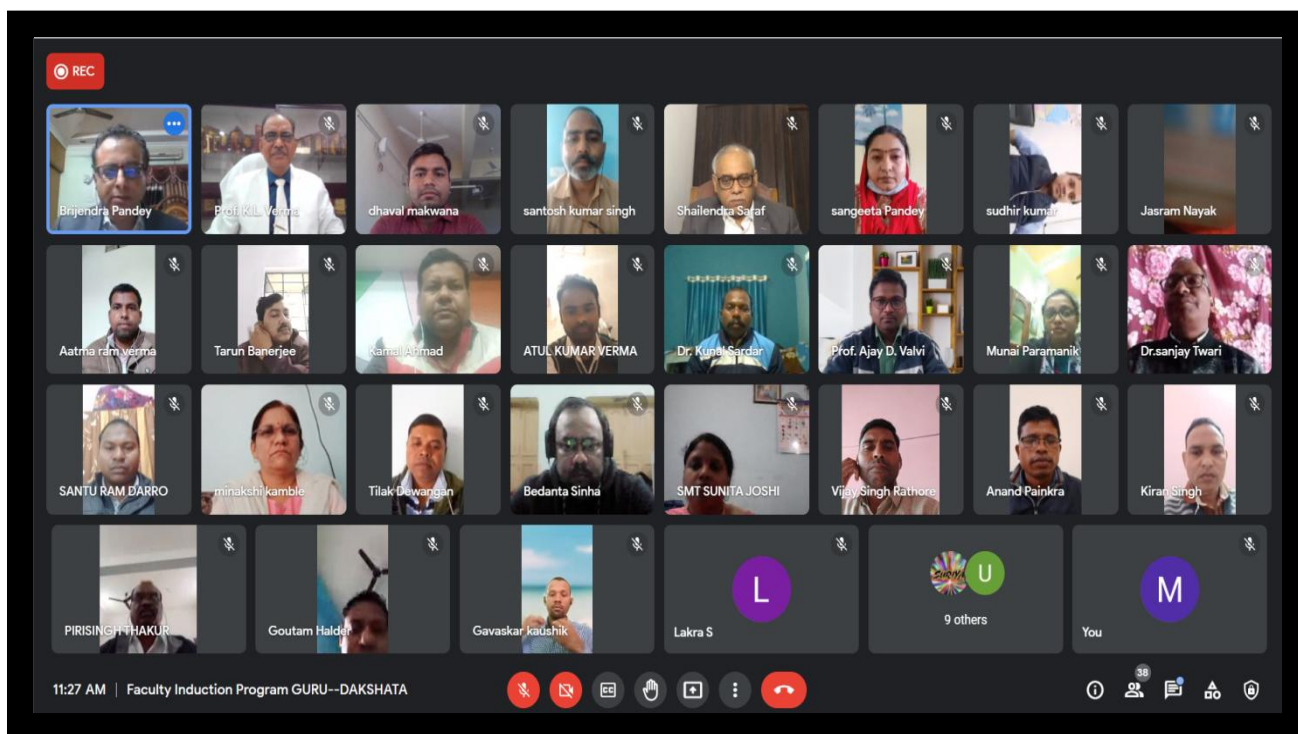 REC
Brijendra Pandey
Prof. K.L. Verma
dhaval makwana
santosh kumar singh
Shailendra Saraf
sangeeta Pandey
sudhir kumar
Jasram Nayak
Aatma ram verma
Tarun Banerjee
Kamal Ahmad
ATUL KUMAR VERMA
Dr. Kunal Sardar
Prof. Ajay D. Valvi
Munai Paramanik
Dr.sanjay Twari
SANTU RAM DARRO
minakshi kamble
Tilak Dewangan
Bedanta Sinha
SMT SUNITA JOSHI
Vijay Singh Rathore
Anand Painkra
Kiran Singh
PIRISINGH THAKUR
Goutam Halder
Gavaskar kaushik
L
Lakra S
U
9 others
M
You
11:27 AM | Faculty Induction Program GURU--DAKSHATA
CC
38